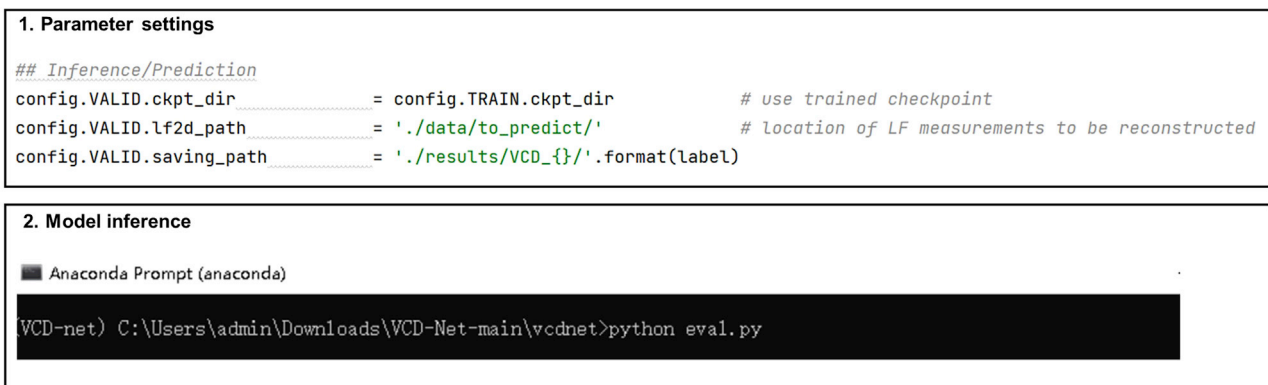 1. Parameter settings
## Inference/Prediction
config.VALID.ckpt_dir = config.TRAIN.ckpt_dir # use trained checkpoint
config.VALID.lf2d_path = './data/to_predict/' # location of LF measurements to be reconstructed
config.VALID.saving_path = './results/VCD_{}/'.format(label)
2. Model inference
Anaconda Prompt (anaconda)
(VCD-net) C:\Users\admin\Downloads\VCD-Net-main\vcdnet>python eval.py